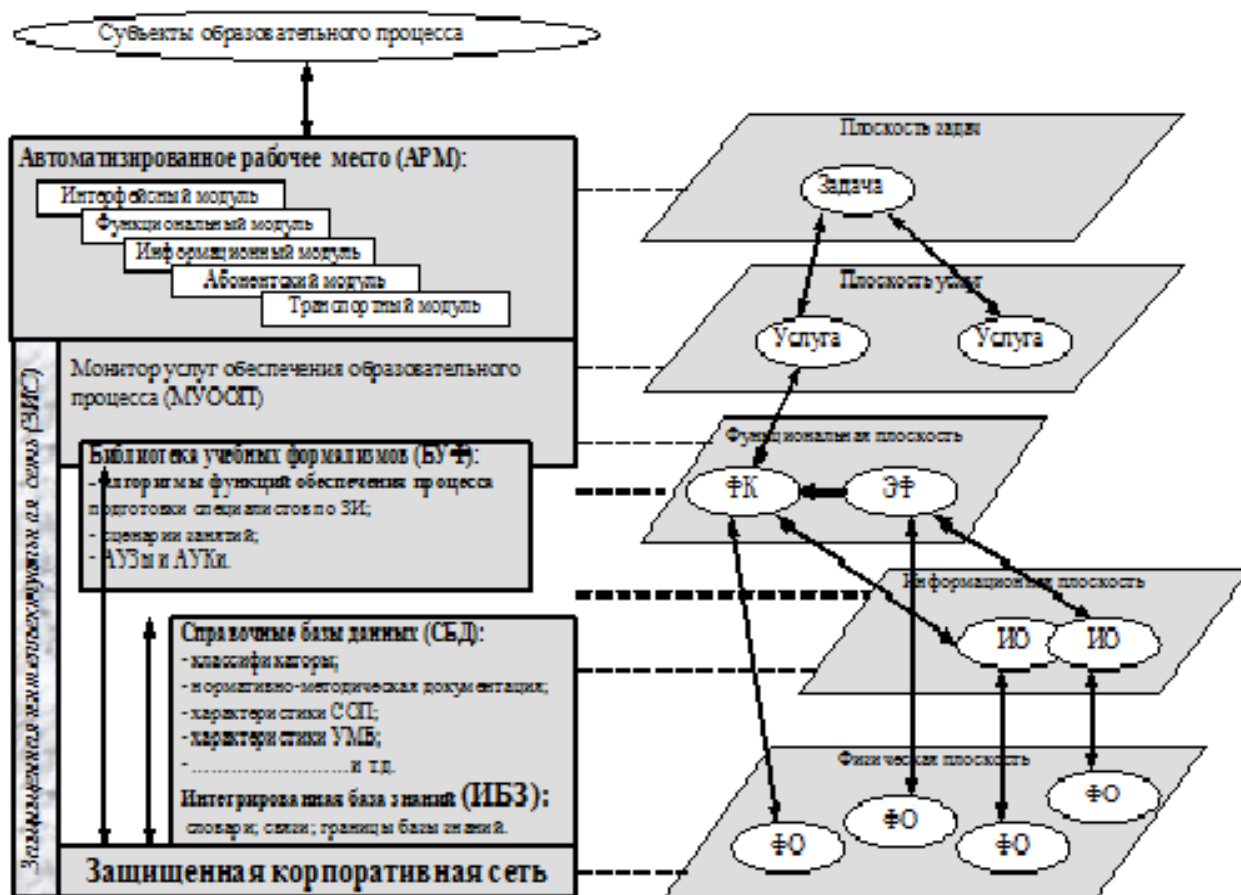 Субъекты образовательного процесса
Автоматизированное рабочее место (АРМ):
Интерфейсный модуль
Функциональный модуль
Информационный модуль
Абонентский модуль
Транспортный модуль
Защищенная интеллектуальная сеть (ЗИС)
Монитор услуг обеспечения образовательного
процесса (МУООП)
Библиотека учебных формализмов (БУФ):
- алгоритмы функций обеспечения процесса
подготовки специалистов по ЗИ;
- сценарии занятий;
- АУЗы и АУКи.
Справочные базы данных (СБД):
- классификаторы;
- нормативно-методическая документация;
- характеристики СОП;
- характеристики УМБ;
- ………………………и т.д.
Интегрированная база знаний (ИБЗ):
словари; связи; границы базы знаний.
Защищенная корпоративная сеть
Плоскость задач
Задача
Плоскость услуг
Услуга
Услуга
Функциональная плоскость
ФК
ЭФ
Информационная плоскость
ИО
ИО
Физическая плоскость
ФО
ФО
ФО
ФО